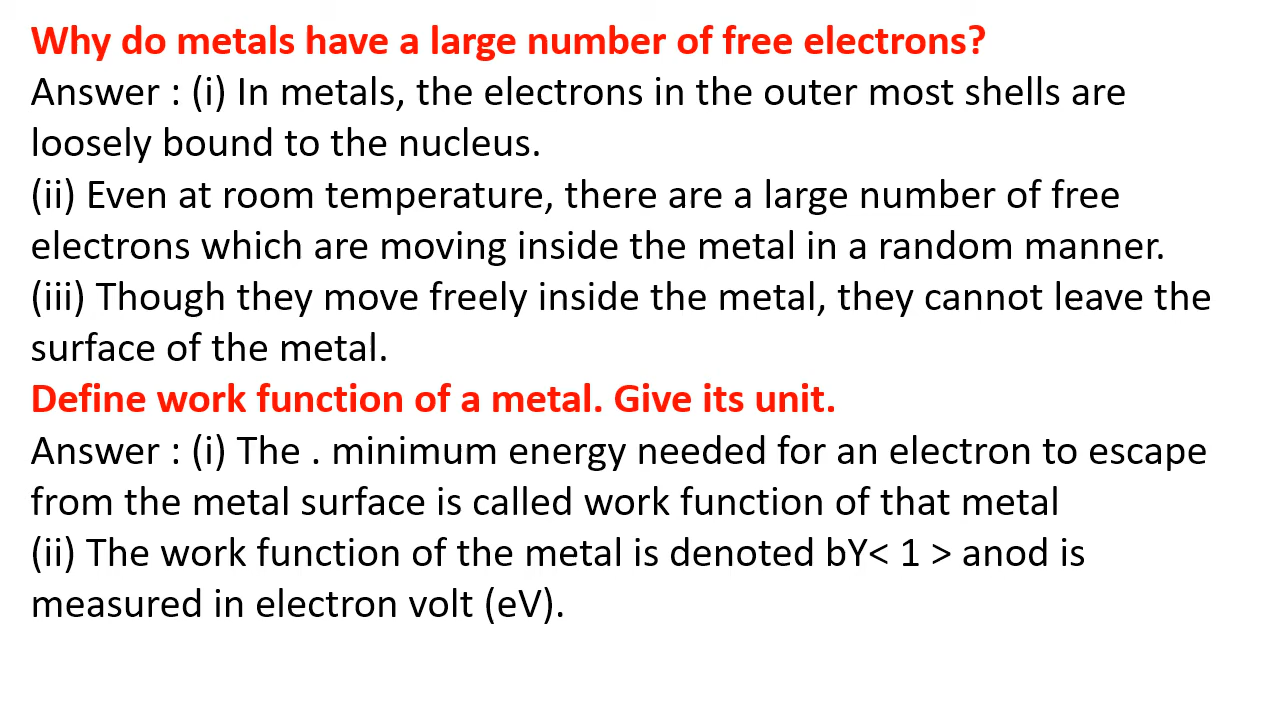 Why do metals have a large number of free electrons?
Answer : (i) In metals, the electrons in the outer most shells are
loosely bound to the nucleus.
(ii) Even at room temperature, there are a large number of free
electrons which are moving inside the metal in a random manner.
(iii) Though they move freely inside the metal, they cannot leave the
surface of the metal.
Define work function of a metal. Give its unit.
Answer : (i) The . minimum energy needed for an electron to escape
from the metal surface is called work function of that metal
(ii) The work function of the metal is denoted bY< 1 > anod is
measured in electron volt (eV).